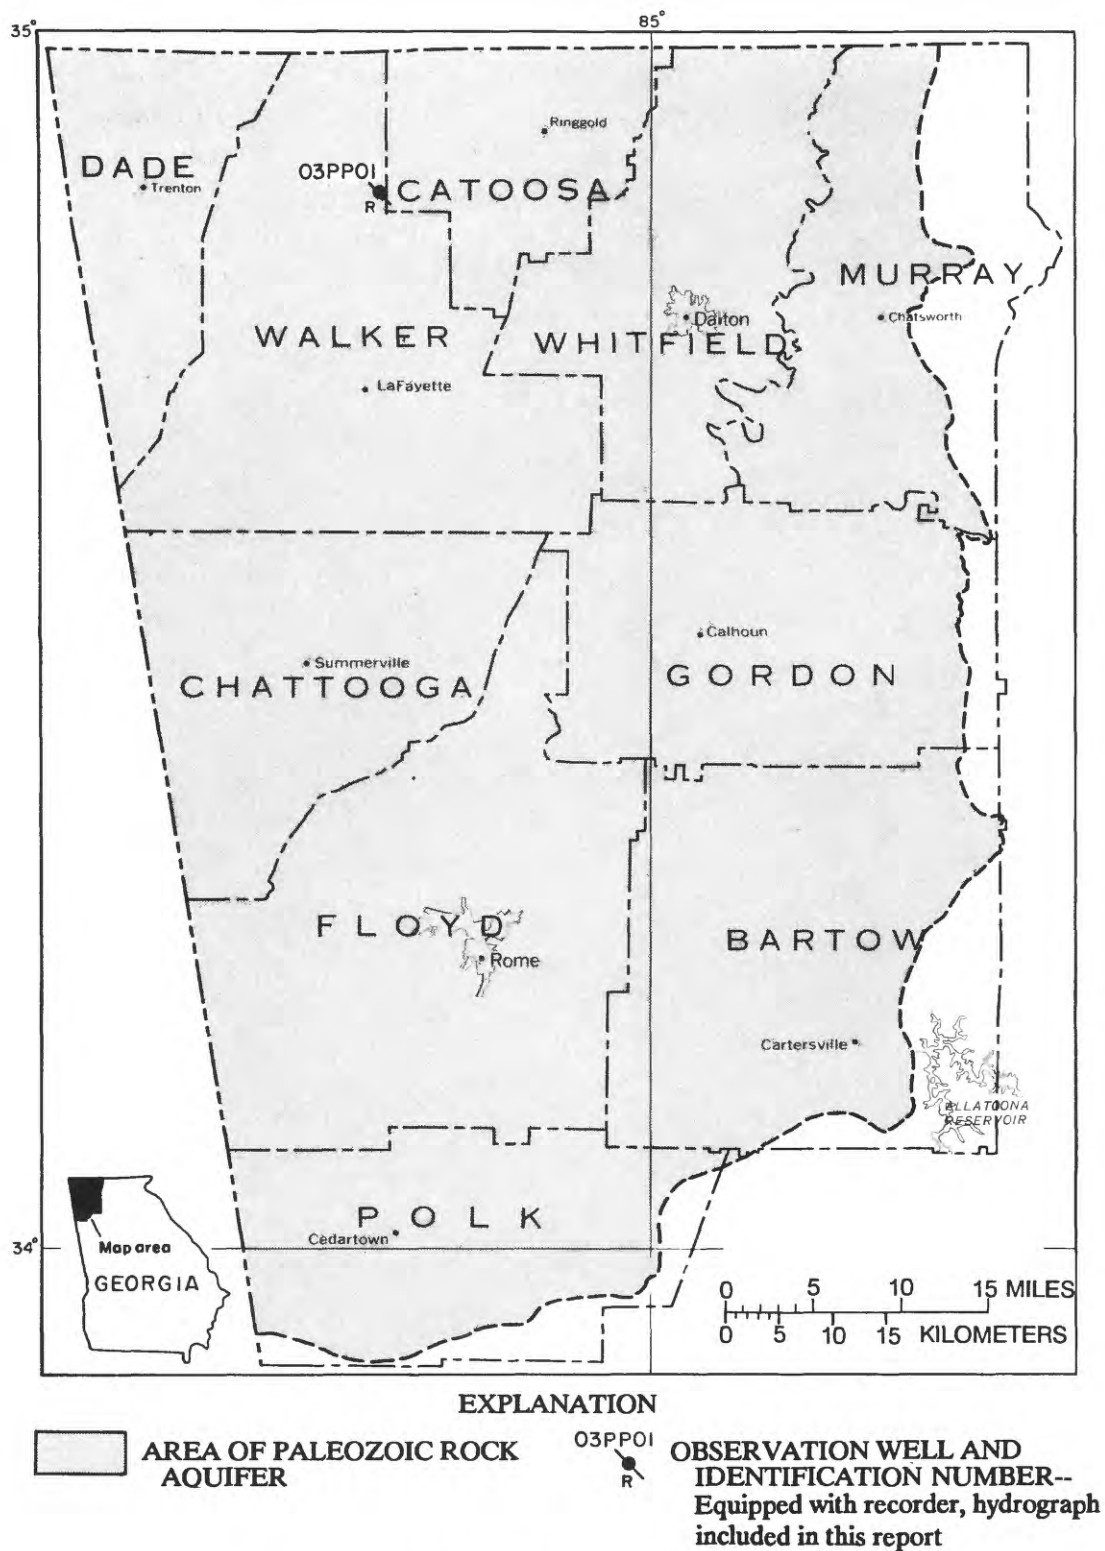 35°
85°
Ringgold
DADE
Trenton
03PP01
R
CATOOSA
MURRAY
Dalton
Chatsworth
WALKER
WHITFIELD
LaFayette
Calhoun
Summerville
CHATTOOGA
GORDON
FLOYD
Rome
BARTOW
Cartersville
ALLATOONA
RESERVOIR
POLK
Cedartown
34°
Map area
GEORGIA
0 5 10 15 MILES
0 5 10 15 KILOMETERS
EXPLANATION
AREA OF PALEOZOIC ROCK
AQUIFER
03PP01
R
OBSERVATION WELL AND
IDENTIFICATION NUMBER--
Equipped with recorder, hydrograph
included in this report